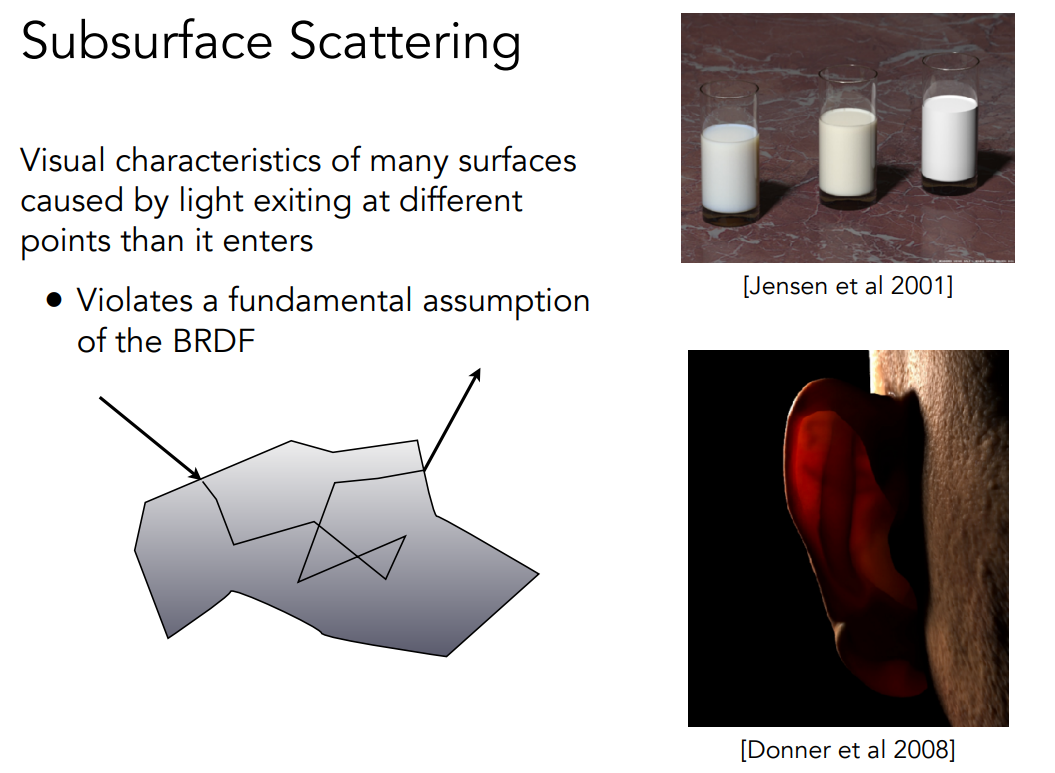 Subsurface Scattering
Visual characteristics of many surfaces
caused by light exiting at different
points than it enters
• Violates a fundamental assumption
of the BRDF
[Jensen et al 2001]
[Donner et al 2008]